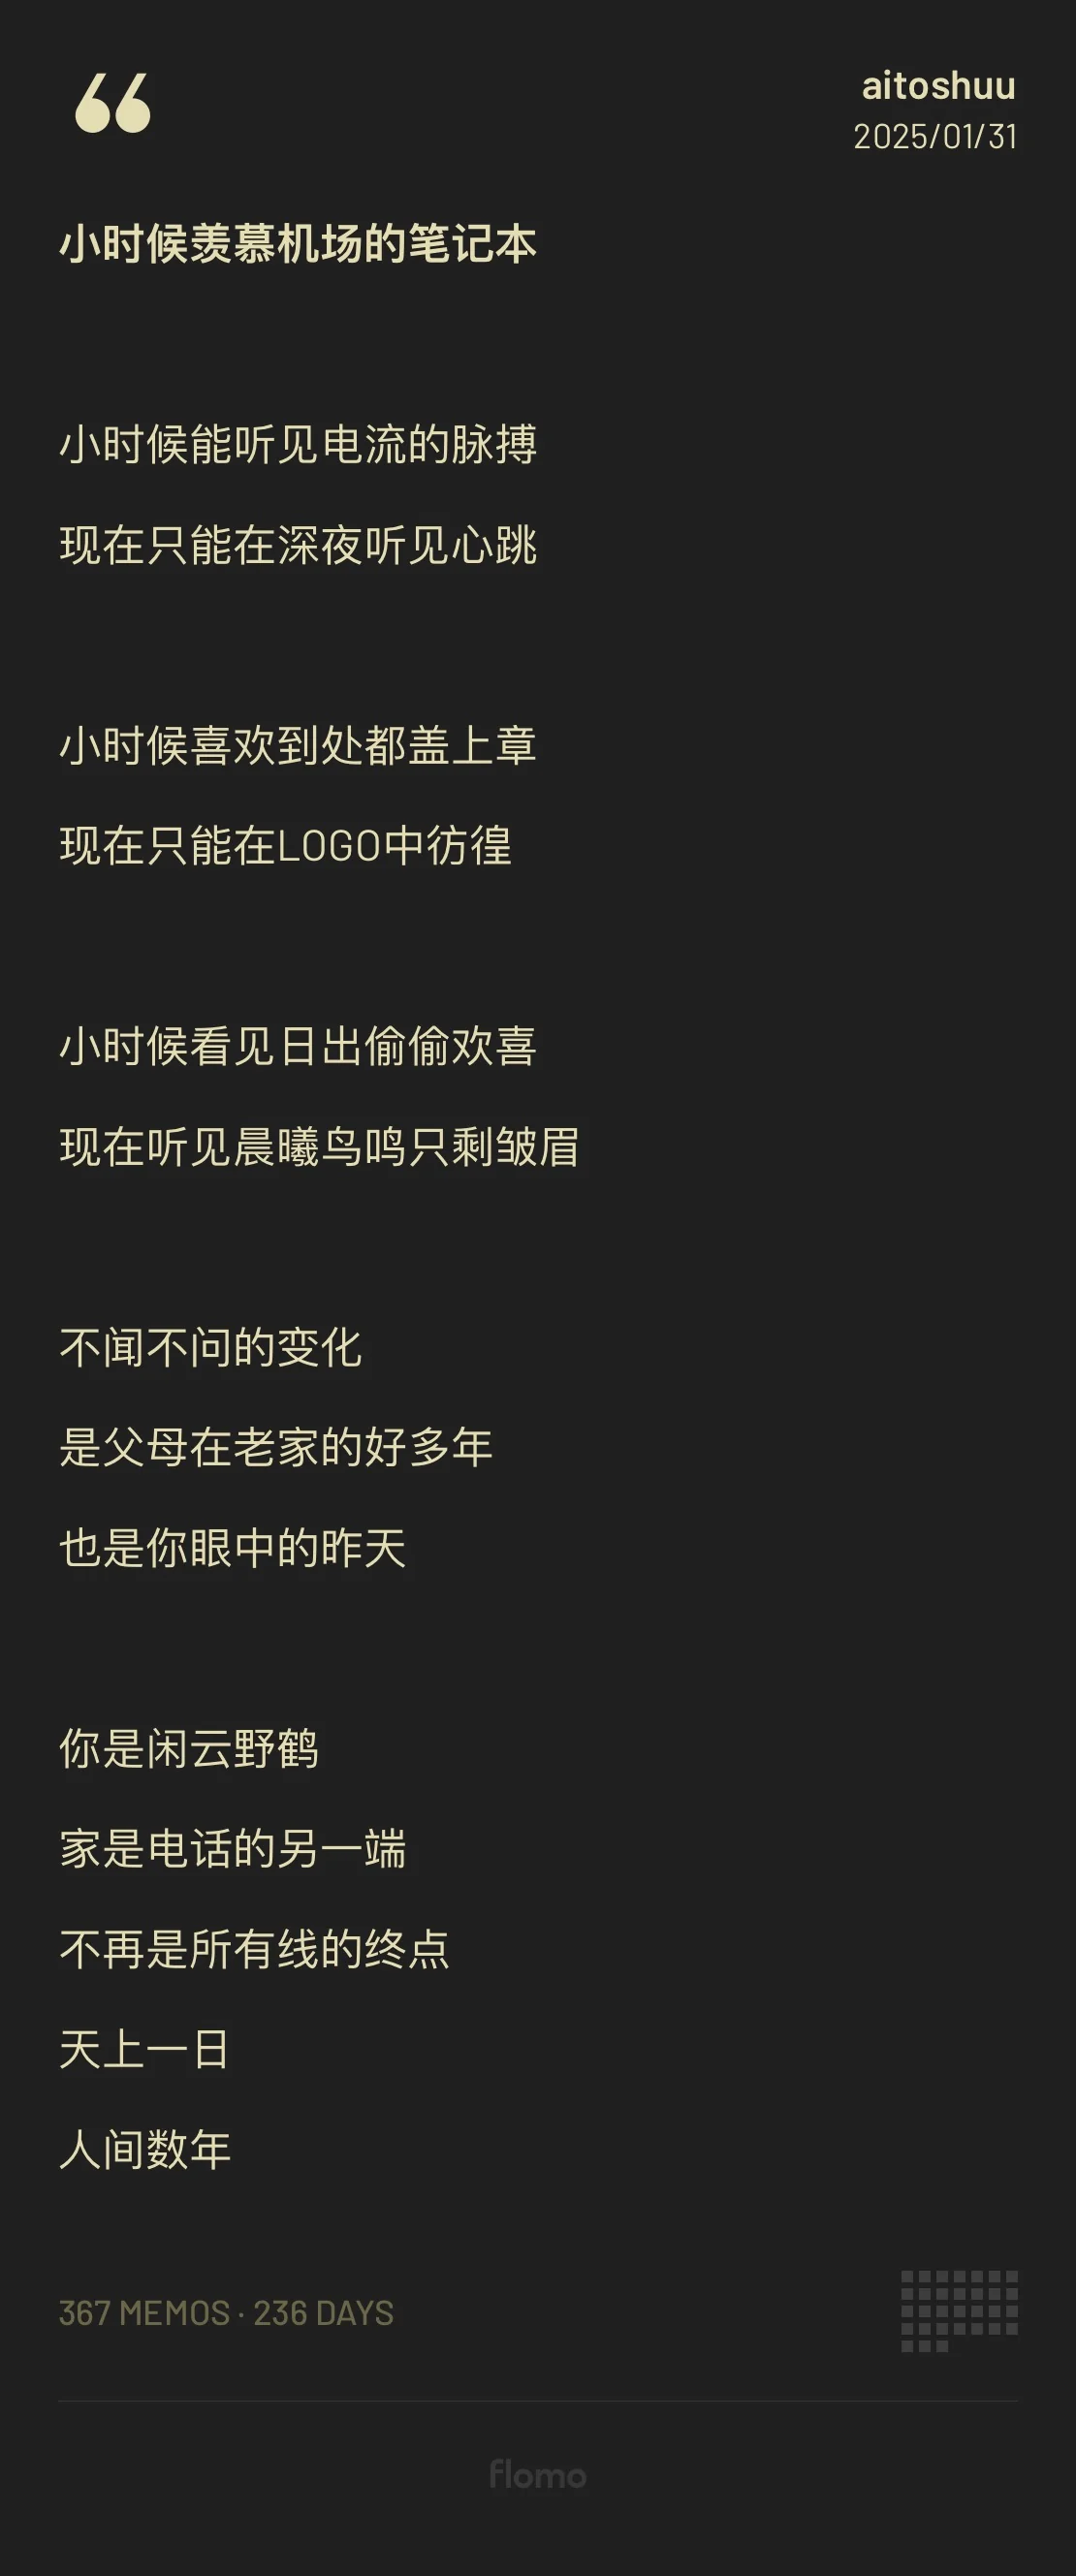 aitoshuu
2025/01/31
小时候羡慕机场的笔记本
小时候能听见电流的脉搏
现在只能在深夜听见心跳
小时候喜欢到处都盖上章
现在只能在LOGO中彷徨
小时候看见日出偷偷欢喜
现在听见晨曦鸟鸣只剩皱眉
不闻不问的变化
是父母在老家的好多年
也是你眼中的昨天
你是闲云野鹤
家是电话的另一端
不再是所有线的终点
天上一日
人间数年
367 MEMOS · 236 DAYS
flomo